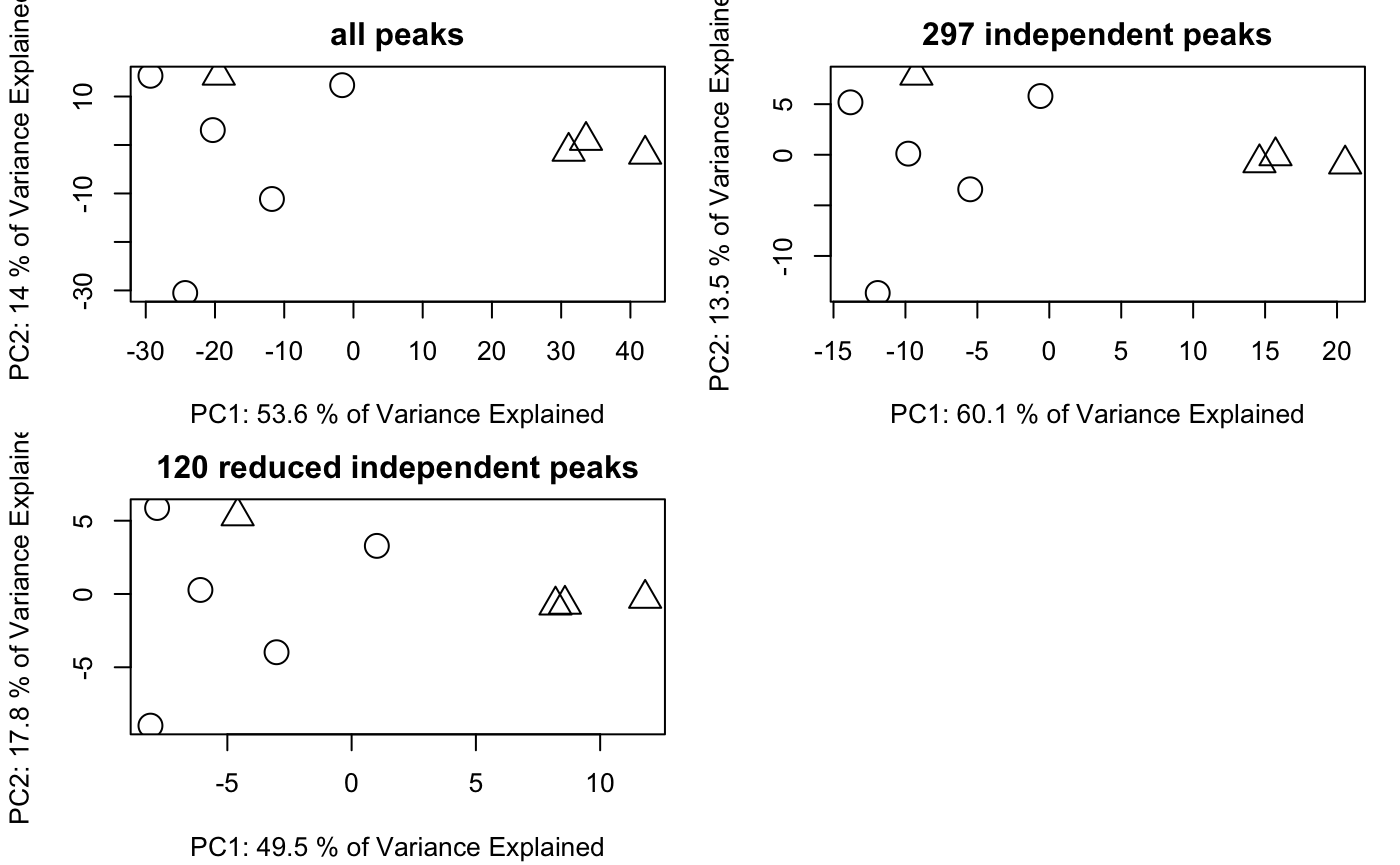 all peaks
PC2: 14 % of Variance Explained
10
-10
-30
-30 -20 -10 0 10 20 30 40
PC1: 53.6 % of Variance Explained
297 independent peaks
PC2: 13.5 % of Variance Explaine
5
0
-10
-15 -10 -5 0 5 10 15 20
PC1: 60.1 % of Variance Explained
120 reduced independent peaks
PC2: 17.8 % of Variance Explaine
5
0
-5
-5 0 5 10
PC1: 49.5 % of Variance Explained